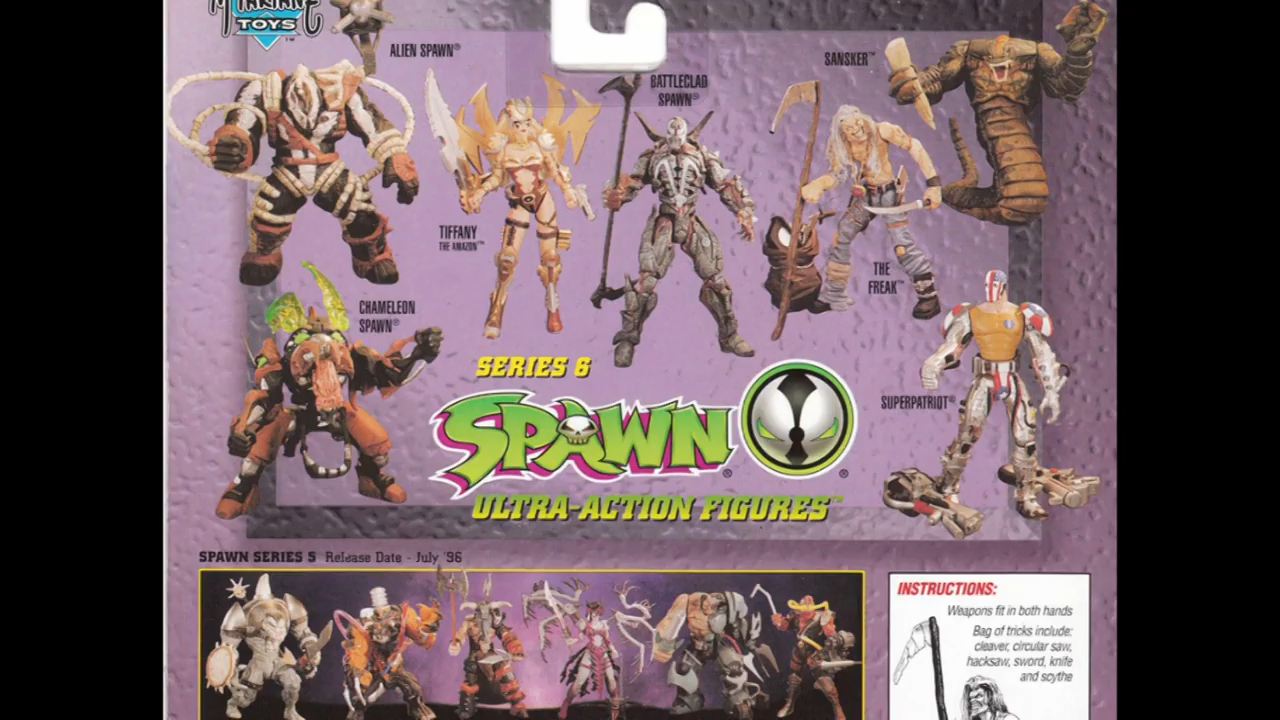 McFARLANE
TOYS™
ALIEN SPAWN®
BATTLECLAD
SPAWN®
SANSKER™
TIFFANY
THE AMAZON™
THE
FREAK™
CHAMELEON
SPAWN®
SERIES 6
SPAWN®
SUPERPATRIOT®
ULTRA-ACTION FIGURES™
SPAWN SERIES 5 Release Date - July '96
INSTRUCTIONS:
Weapons fit in both hands
Bag of tricks include:
cleaver, circular saw,
hacksaw, sword, knife
and scythe